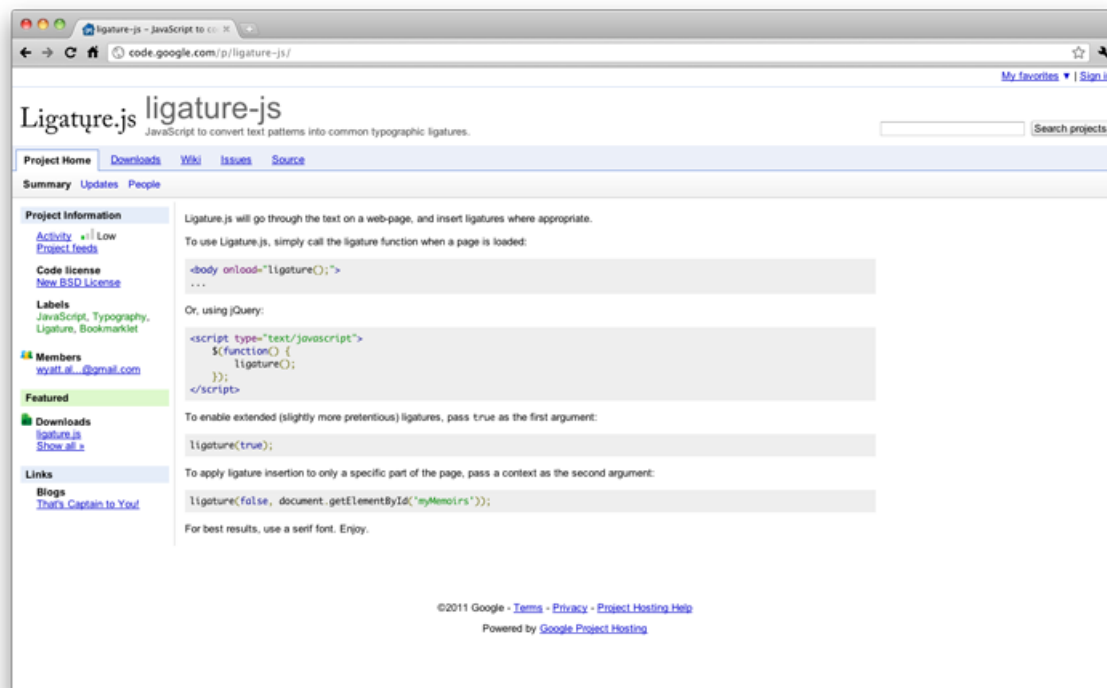 ligature-js - JavaScript to co
code.google.com/p/ligature-js/
My favorites ▼ | Sign i
Ligature.js ligature-js
JavaScript to convert text patterns into common typographic ligatures.
Search projects
Project Home Downloads Wiki Issues Source
Summary Updates People
Project Information
Activity Low
Project feeds
Code license
New BSD License
Labels
JavaScript, Typography,
Ligature, Bookmarklet
Members
wyatt.al...@gmail.com
Featured
Downloads
ligature.js
Show all »
Links
Blogs
That's Captain to You!
Ligature.js will go through the text on a web-page, and insert ligatures where appropriate.
To use Ligature.js, simply call the ligature function when a page is loaded:
<body onload="ligature();">
...
Or, using jQuery:
<script type="text/javascript">
$(function() {
ligature();
});
</script>
To enable extended (slightly more pretentious) ligatures, pass true as the first argument:
ligature(true);
To apply ligature insertion to only a specific part of the page, pass a context as the second argument:
ligature(false, document.getElementById('myMemoirs'));
For best results, use a serif font. Enjoy.
©2011 Google - Terms - Privacy - Project Hosting Help
Powered by Google Project Hosting